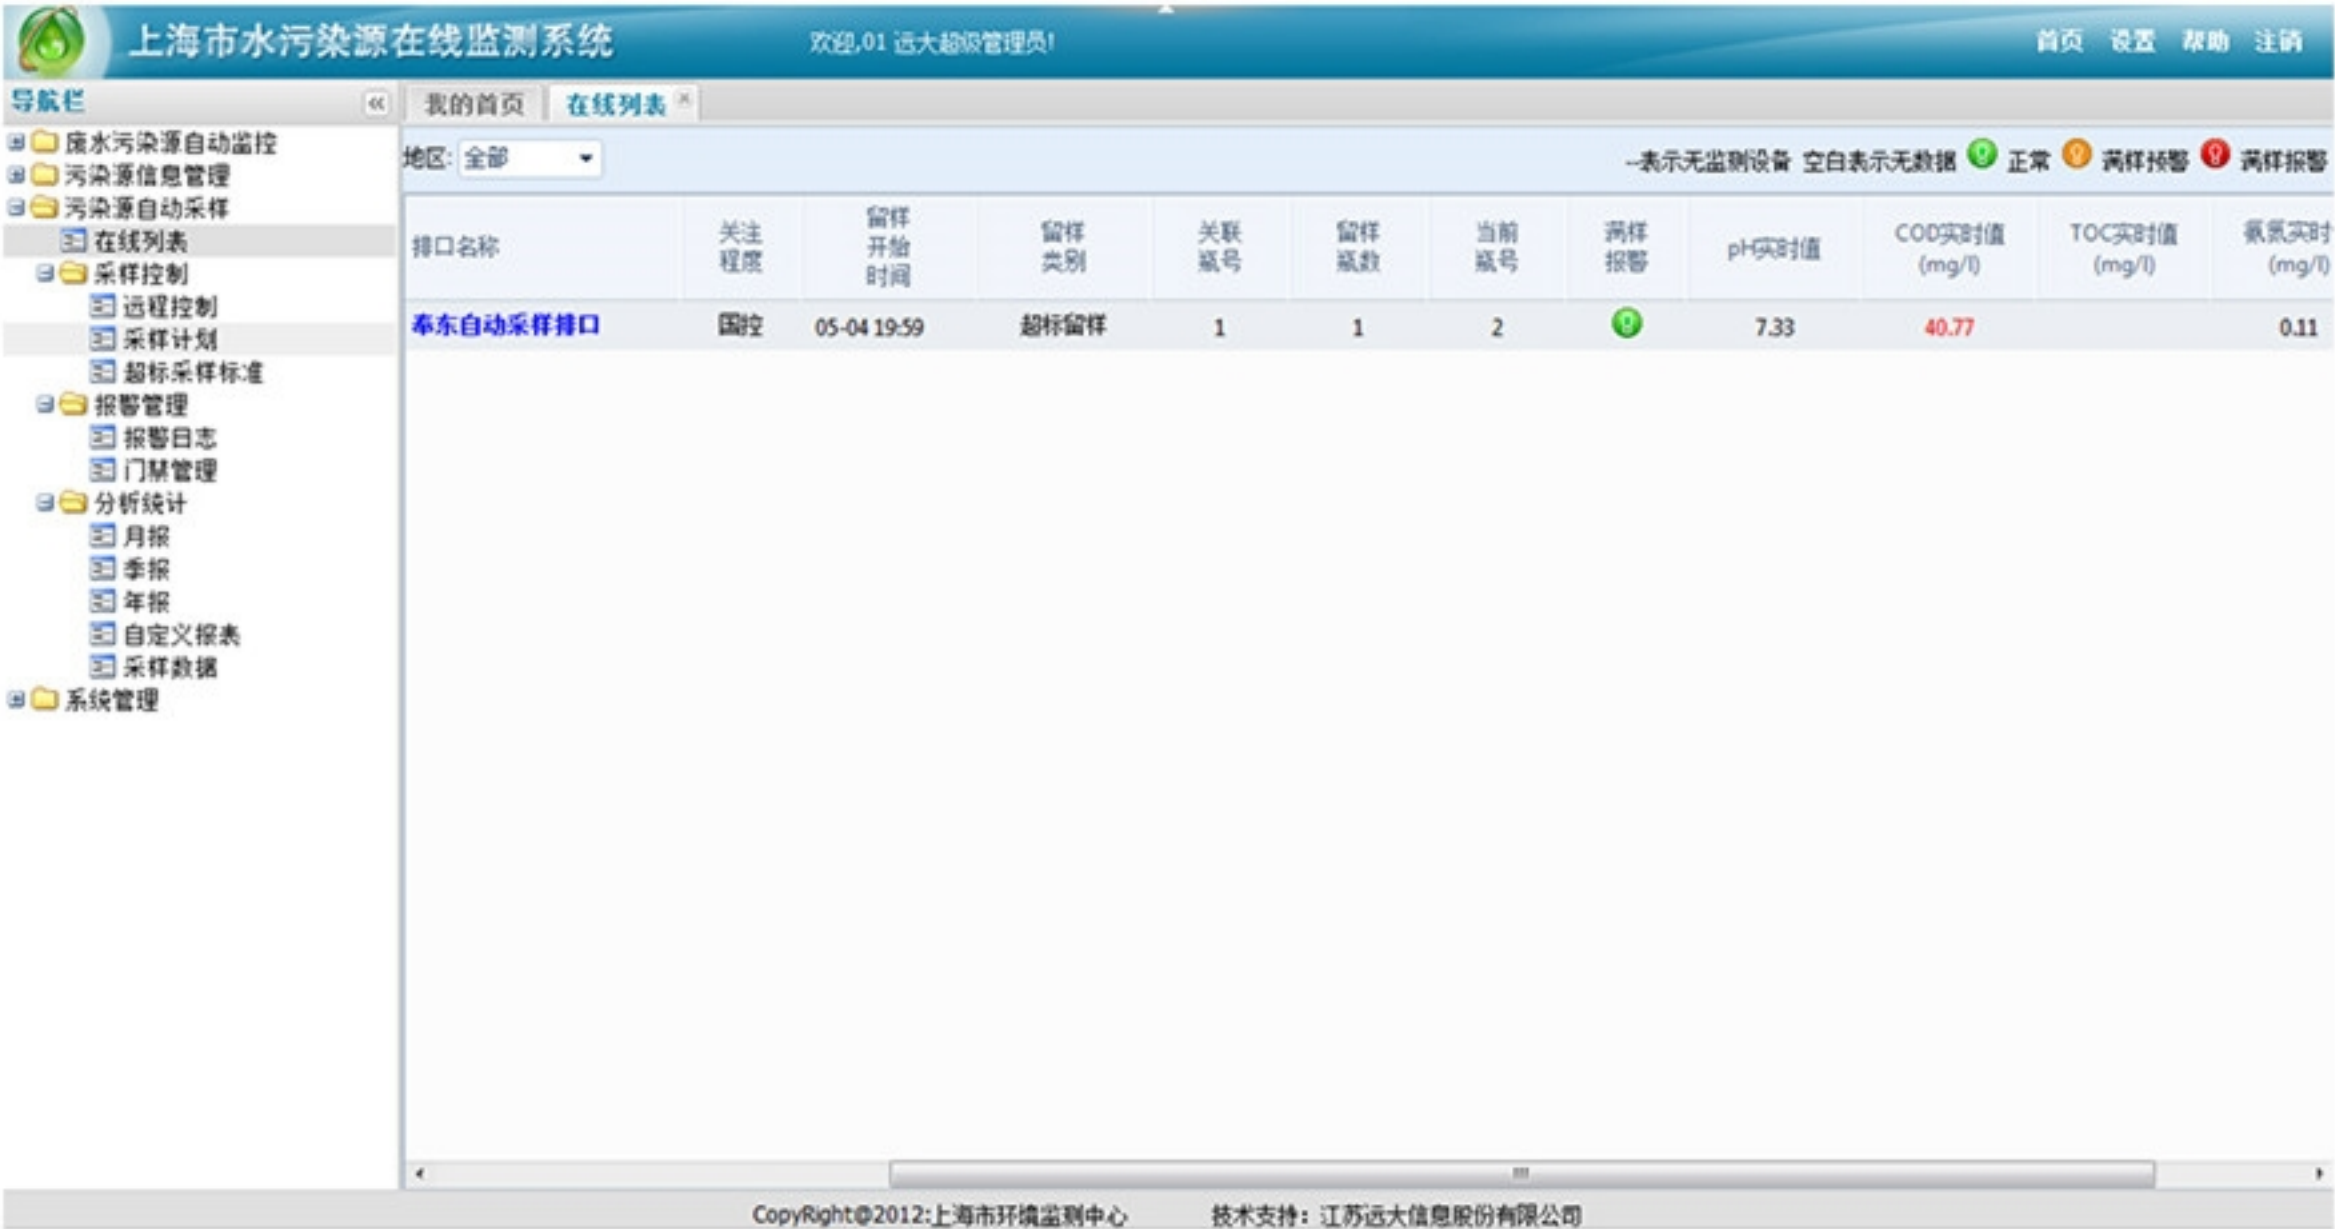 上海市水污染源在线监测系统
欢迎,01 远大超级管理员!
首页 设置 帮助 注销
导航栏
我的首页 在线列表
废水污染源自动监控
污染源信息管理
污染源自动采样
在线列表
采样控制
远程控制
采样计划
超标采样标准
报警管理
报警日志
门禁管理
分析统计
月报
季报
年报
自定义报表
采样数据
系统管理
地区: 全部
--表示无监测设备 空白表示无数据 正常 满样预警 满样报警
排口名称
关注
程度
留样
开始
时间
留样
类别
关联
瓶号
留样
瓶数
当前
瓶号
满样
报警
pH实时值
COD实时值
(mg/l)
TOC实时值
(mg/l)
氨氮实时
(mg/l)
奉东自动采样排口 国控 05-04 19:59 超标留样 1 1 2 7.33 40.77 0.11
CopyRight@2012:上海市环境监测中心 技术支持：江苏远大信息股份有限公司